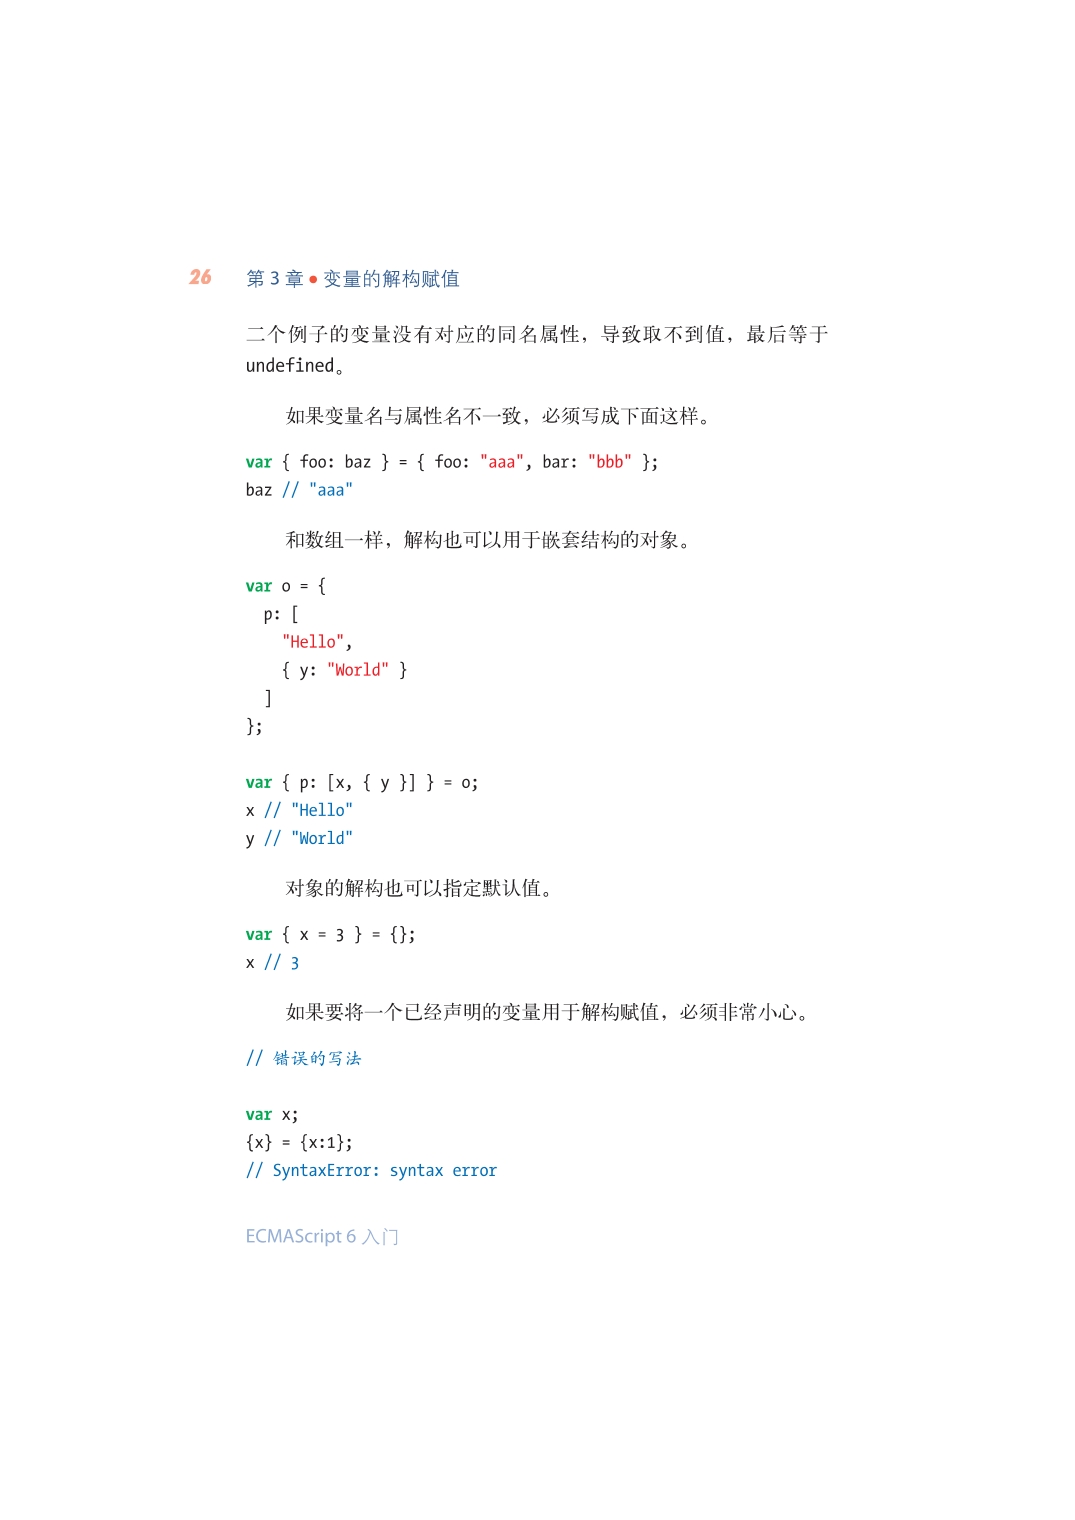 26 第 3 章 • 变量的解构赋值
二个例子的变量没有对应的同名属性，导致取不到值，最后等于
undefined。
如果变量名与属性名不一致，必须写成下面这样。
var { foo: baz } = { foo: "aaa", bar: "bbb" };
baz // "aaa"
和数组一样，解构也可以用于嵌套结构的对象。
var o = {
  p: [
    "Hello",
    { y: "World" }
  ]
};
var { p: [x, { y }] } = o;
x // "Hello"
y // "World"
对象的解构也可以指定默认值。
var { x = 3 } = {};
x // 3
如果要将一个已经声明的变量用于解构赋值，必须非常小心。
// 错误的写法
var x;
{x} = {x:1};
// SyntaxError: syntax error
ECMAScript 6 入门